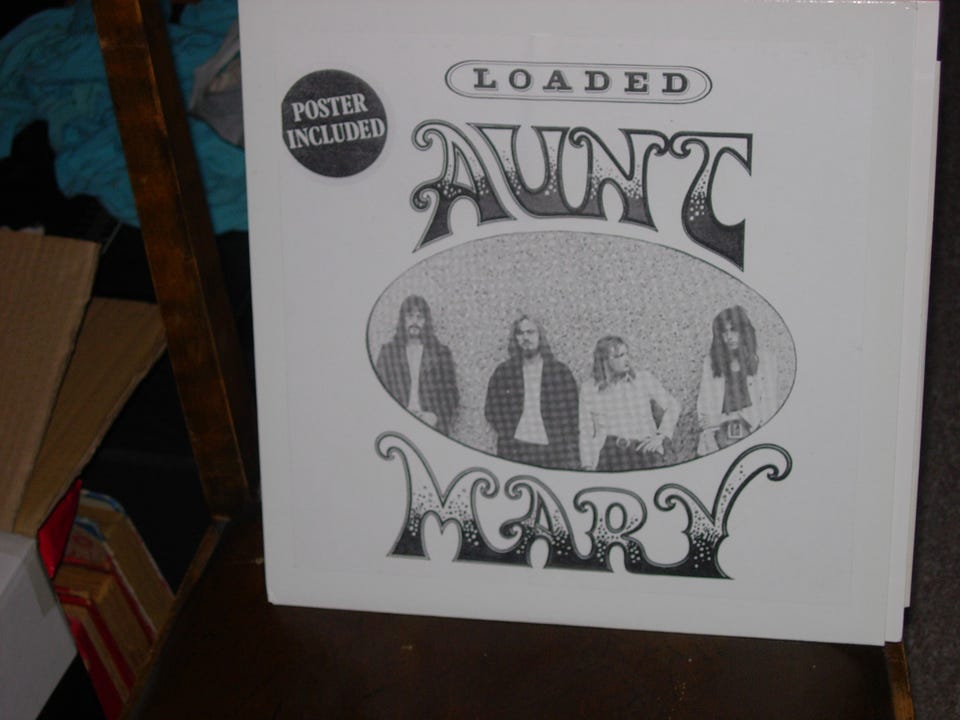 LOADED
POSTER
INCLUDED
AUNT
MARY